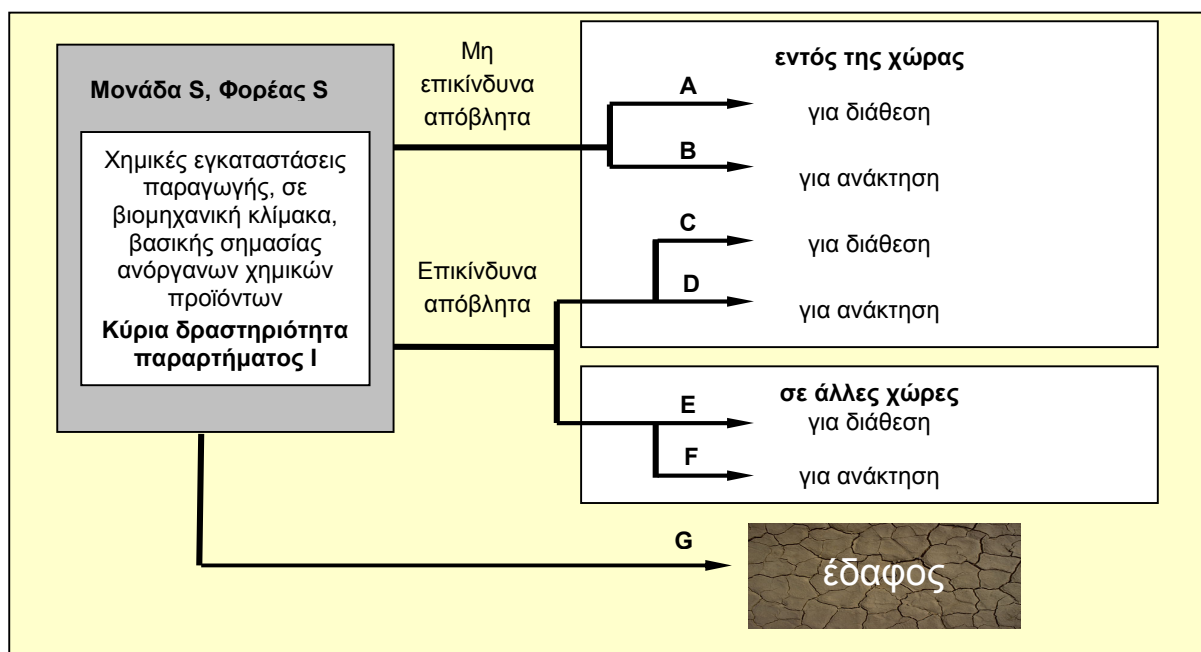 Μονάδα S, Φορέας S
Χημικές εγκαταστάσεις
παραγωγής, σε
βιομηχανική κλίμακα,
βασικής σημασίας
ανόργανων χημικών
προϊόντων
Κύρια δραστηριότητα
παραρτήματος I
Μη
επικίνδυνα
απόβλητα
Επικίνδυνα
απόβλητα
εντός της χώρας
A
για διάθεση
B
για ανάκτηση
C
για διάθεση
D
για ανάκτηση
σε άλλες χώρες
E
για διάθεση
F
για ανάκτηση
G
έδαφος